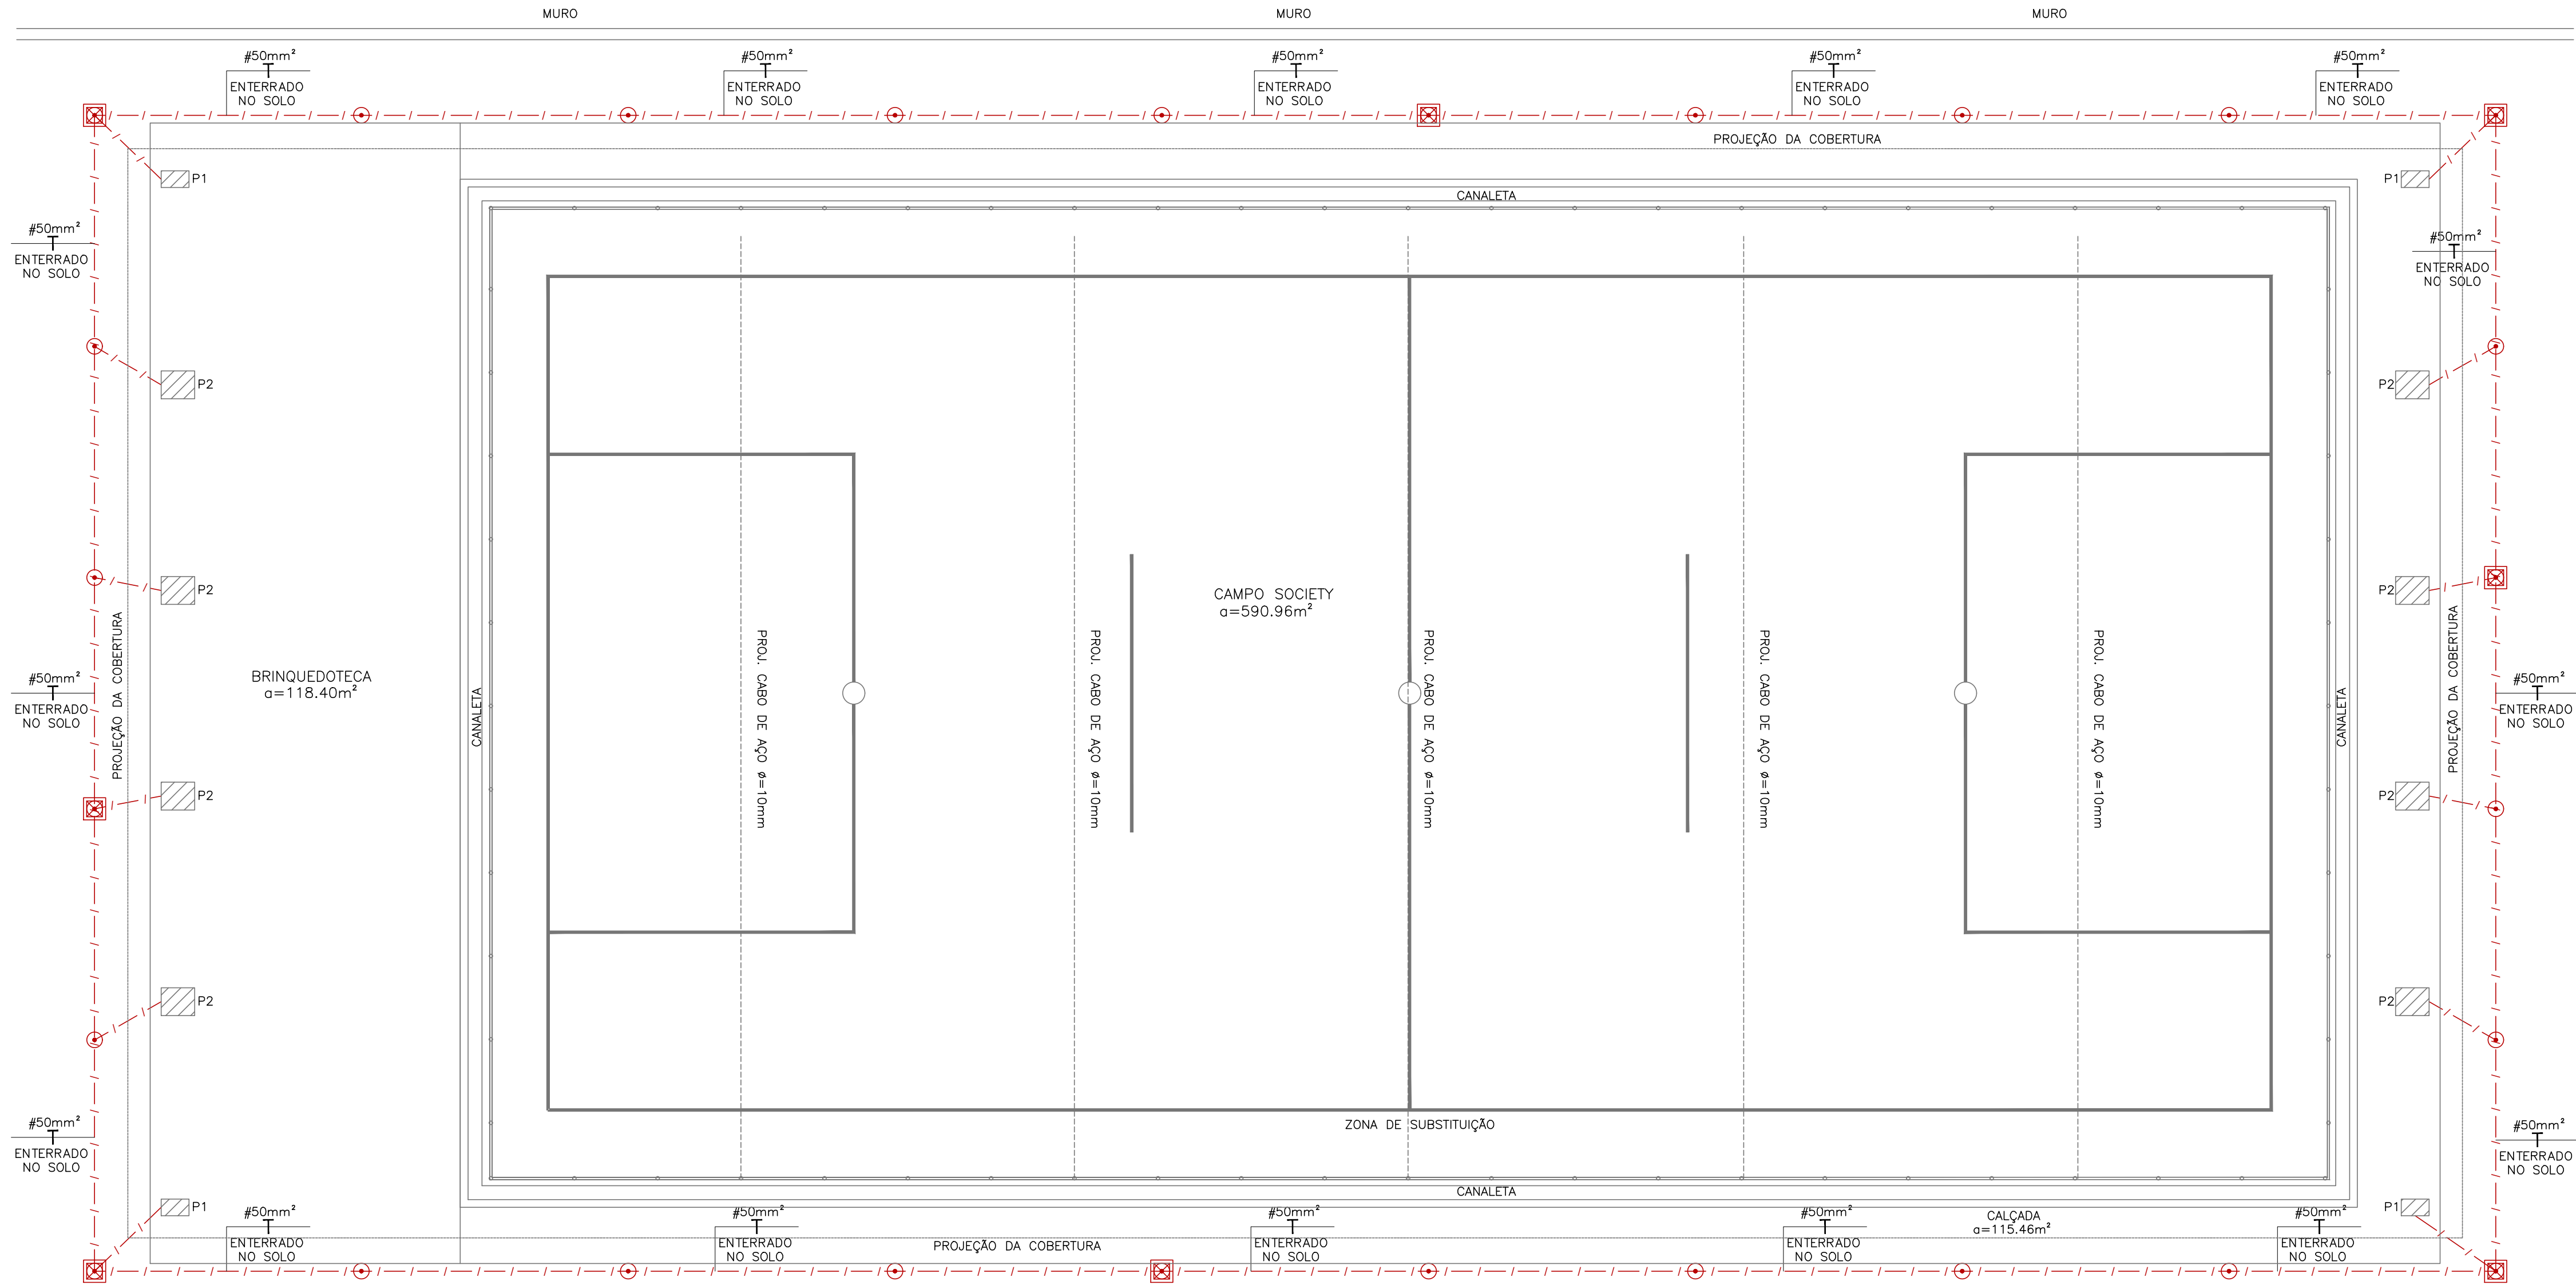 MURO
MURO
MURO
#50mm²
ENTERRADO
NO SOLO
#50mm²
ENTERRADO
NO SOLO
#50mm²
ENTERRADO
NO SOLO
#50mm²
ENTERRADO
NO SOLO
#50mm²
ENTERRADO
NO SOLO
PROJEÇÃO DA COBERTURA
P1
P1
CANALETA
#50mm²
ENTERRADO
NO SOLO
#50mm²
ENTERRADO
NO SOLO
P2
P2
P2
P2
CAMPO SOCIETY
a=590.96m²
PROJEÇÃO DA COBERTURA
BRINQUEDOTECA
a=118.40m²
CANALETA
PROJ. CABO DE AÇO ø=10mm
PROJ. CABO DE AÇO ø=10mm
PROJ. CABO DE AÇO ø=10mm
PROJ. CABO DE AÇO ø=10mm
PROJ. CABO DE AÇO ø=10mm
CANALETA
PROJEÇÃO DA COBERTURA
#50mm²
ENTERRADO
NO SOLO
#50mm²
ENTERRADO
NO SOLO
P2
P2
P2
P2
#50mm²
ENTERRADO
NO SOLO
ZONA DE SUBSTITUIÇÃO
#50mm²
ENTERRADO
NO SOLO
CANALETA
P1
P1
#50mm²
ENTERRADO
NO SOLO
#50mm²
ENTERRADO
NO SOLO
PROJEÇÃO DA COBERTURA
#50mm²
ENTERRADO
NO SOLO
#50mm²
ENTERRADO
NO SOLO
CALÇADA
a=115.46m²
#50mm²
ENTERRADO
NO SOLO